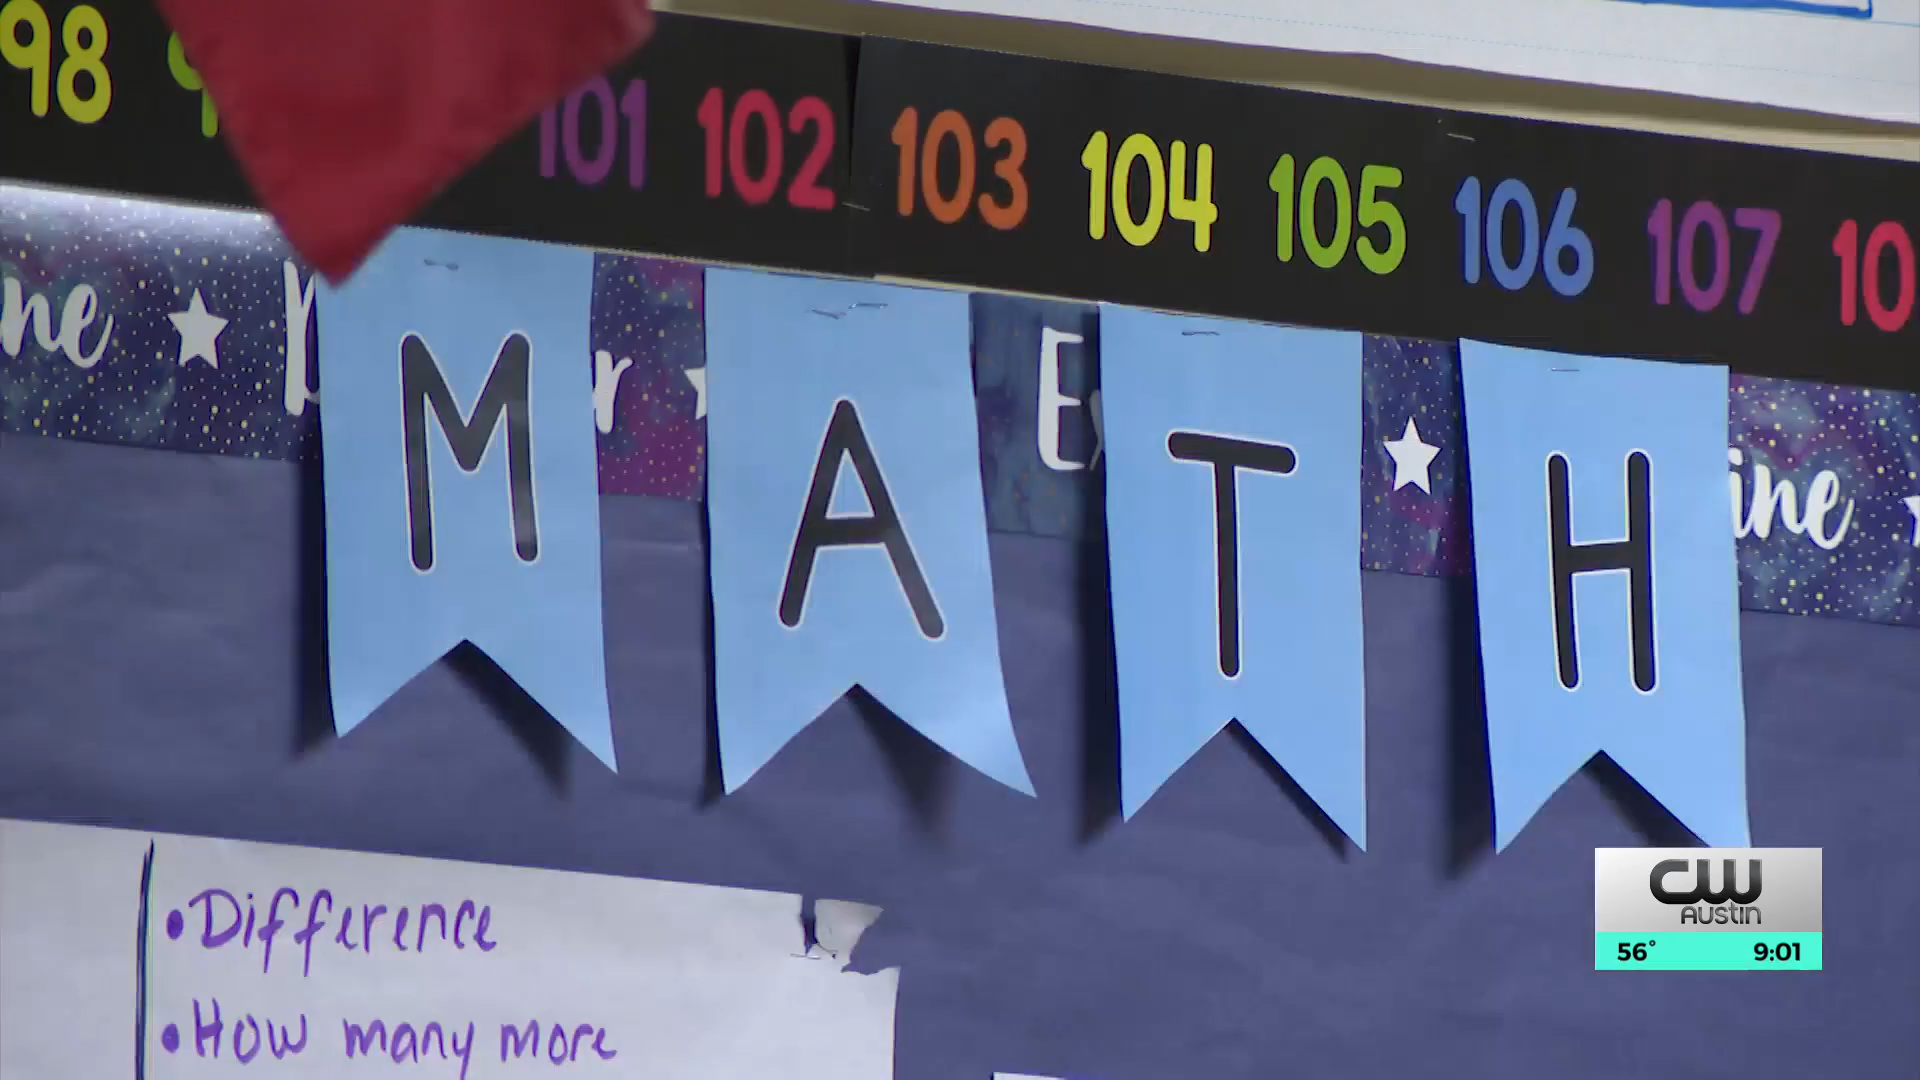 98 101 102 103 104 105 106 107
MATH
• Difference
• How many more
CW
AUSTIN
56° 9:01